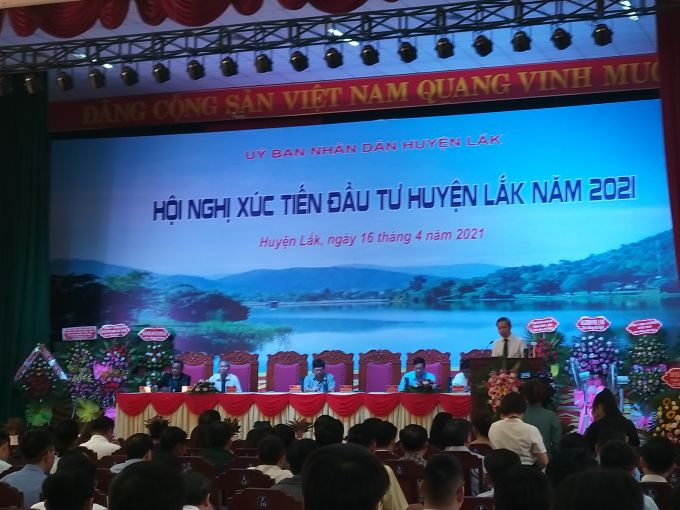 ĐẢNG CỘNG SẢN VIỆT NAM QUANG VINH MUÔ
UỶ BAN NHÂN DÂN HUYỆN LẮK
HỘI NGHỊ XÚC TIẾN ĐẦU TƯ HUYỆN LẮK NĂM 2021
Huyện Lắk, ngày 16 tháng 4 năm 2021